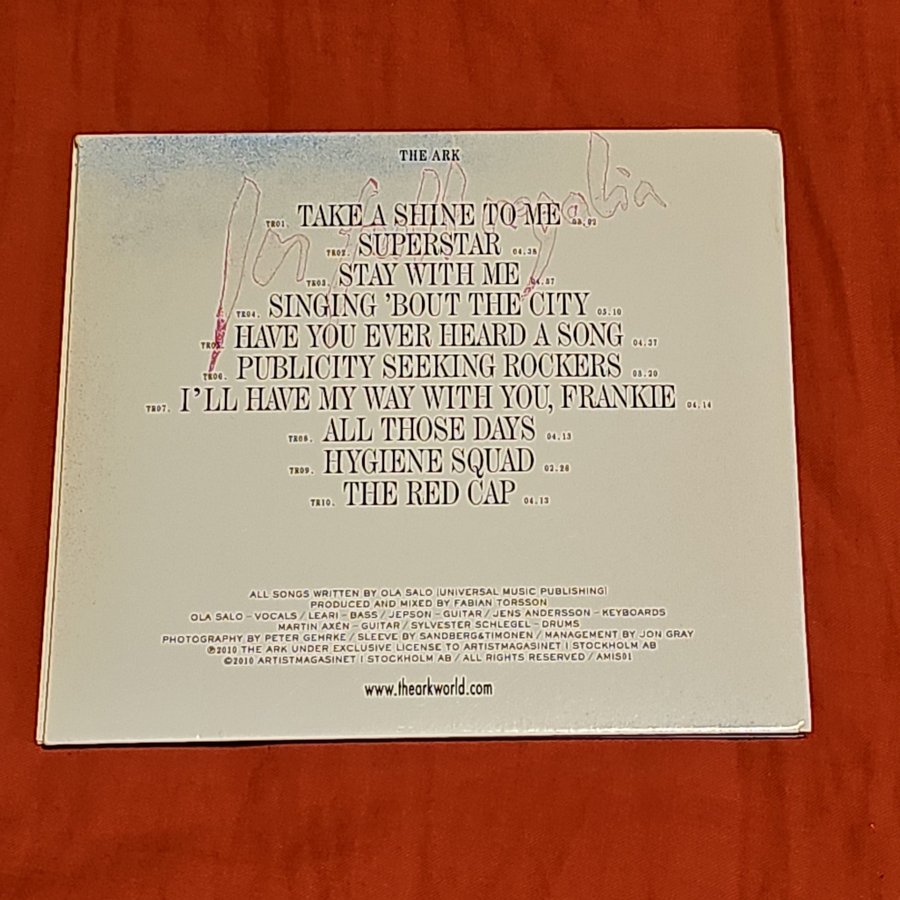 THE ARK
In full regalia
TR01. TAKE A SHINE TO ME 03.02
TR02. SUPERSTAR 04.38
TR03. STAY WITH ME 04.37
TR04. SINGING ’BOUT THE CITY 03.10
TR05. HAVE YOU EVER HEARD A SONG 04.37
TR06. PUBLICITY SEEKING ROCKERS 03.20
TR07. I’LL HAVE MY WAY WITH YOU, FRANKIE 04.14
TR08. ALL THOSE DAYS 04.13
TR09. HYGIENE SQUAD 02.26
TR10. THE RED CAP 04.13
ALL SONGS WRITTEN BY OLA SALO (UNIVERSAL MUSIC PUBLISHING)
PRODUCED AND MIXED BY FABIAN TORSSON
OLA SALO – VOCALS / LEARI – BASS / JEPSON – GUITAR / JENS ANDERSSON – KEYBOARDS
MARTIN AXÉN – GUITAR / SYLVESTER SCHLEGEL – DRUMS
PHOTOGRAPHY BY PETER GEHRKE / SLEEVE BY SANDBERG&TIMONEN / MANAGEMENT BY JON GRAY
℗2010 THE ARK UNDER EXCLUSIVE LICENSE TO ARTISTMAGASINET I STOCKHOLM AB
©2010 ARTISTMAGASINET I STOCKHOLM AB / ALL RIGHTS RESERVED / AMIS01
www.thearkworld.com